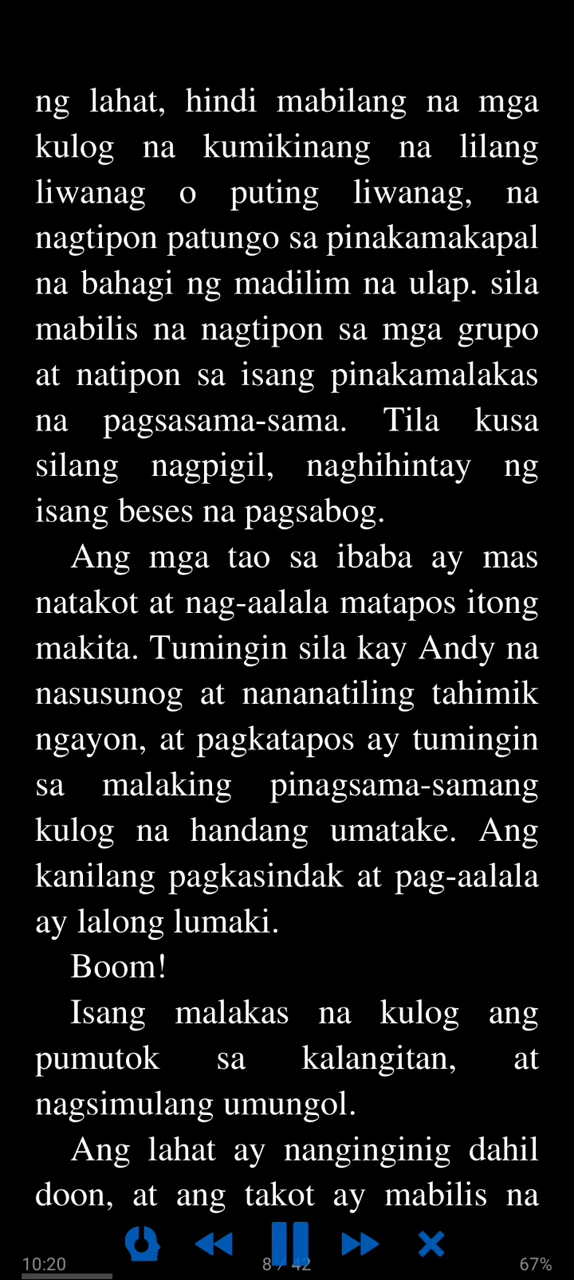 ng lahat, hindi mabilang na mga
kulog na kumikinang na lilang
liwanag o puting liwanag, na
nagtipon patungo sa pinakamakapal
na bahagi ng madilim na ulap. sila
mabilis na nagtipon sa mga grupo
at natipon sa isang pinakamalakas
na pagsasama-sama. Tila kusa
silang nagpigil, naghihintay ng
isang beses na pagsabog.
Ang mga tao sa ibaba ay mas
natakot at nag-aalala matapos itong
makita. Tumingin sila kay Andy na
nasusunog at nananatiling tahimik
ngayon, at pagkatapos ay tumingin
sa malaking pinagsama-samang
kulog na handang umatake. Ang
kanilang pagkasindak at pag-aalala
ay lalong lumaki.
Boom!
Isang malakas na kulog ang
pumutok sa kalangitan, at
nagsimulang umungol.
Ang lahat ay nanginginig dahil
doon, at ang takot ay mabilis na
10:20 8 / 42 67%